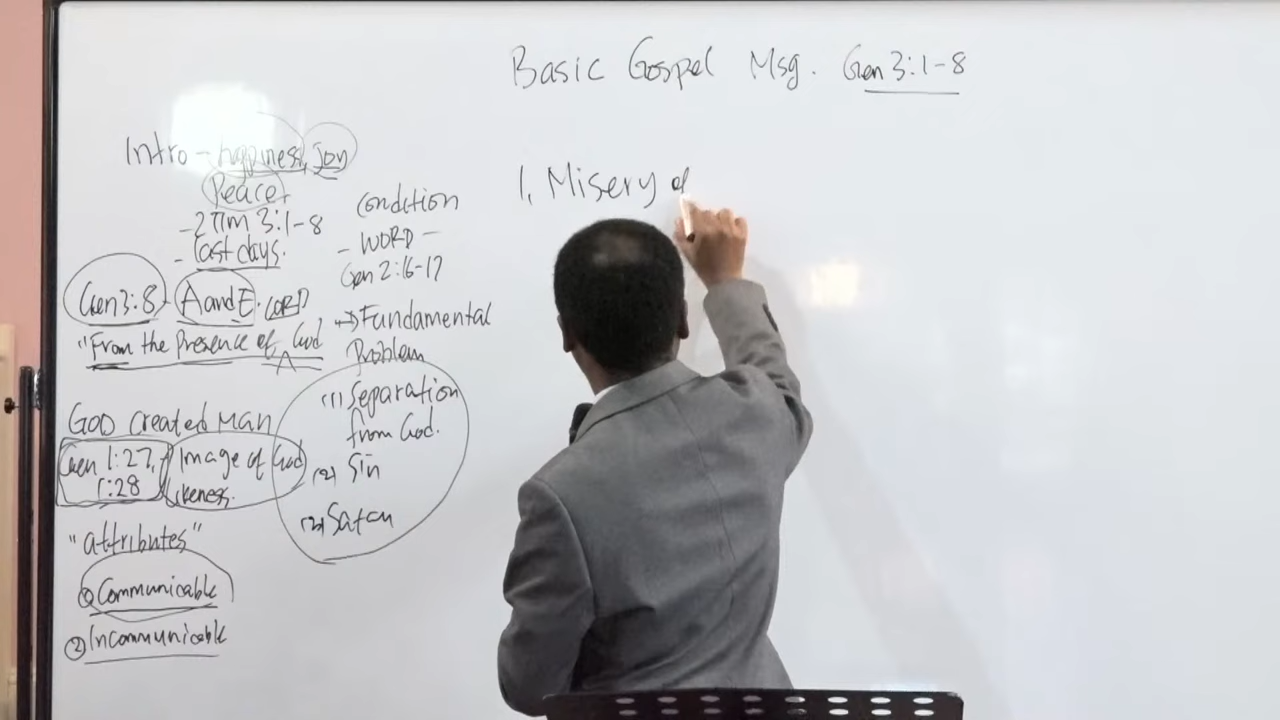 Basic Gospel Msg. Gen 3:1-8
Intro - happiness, Joy
Peace.
- 2 Tim 3:1-8
- last days.
Gen 3:8 - A and E. LORD
"From the Presence of God
GOD created MAN
Gen 1:27, Image of God
1:28 likeness.
"attributes"
① Communicable
② Incommunicable
condition
- WORD -
Gen 2:16-17
-> Fundamental
Problem
(1) Separation
from God.
(2) Sin
(3) Satan
1. Misery of